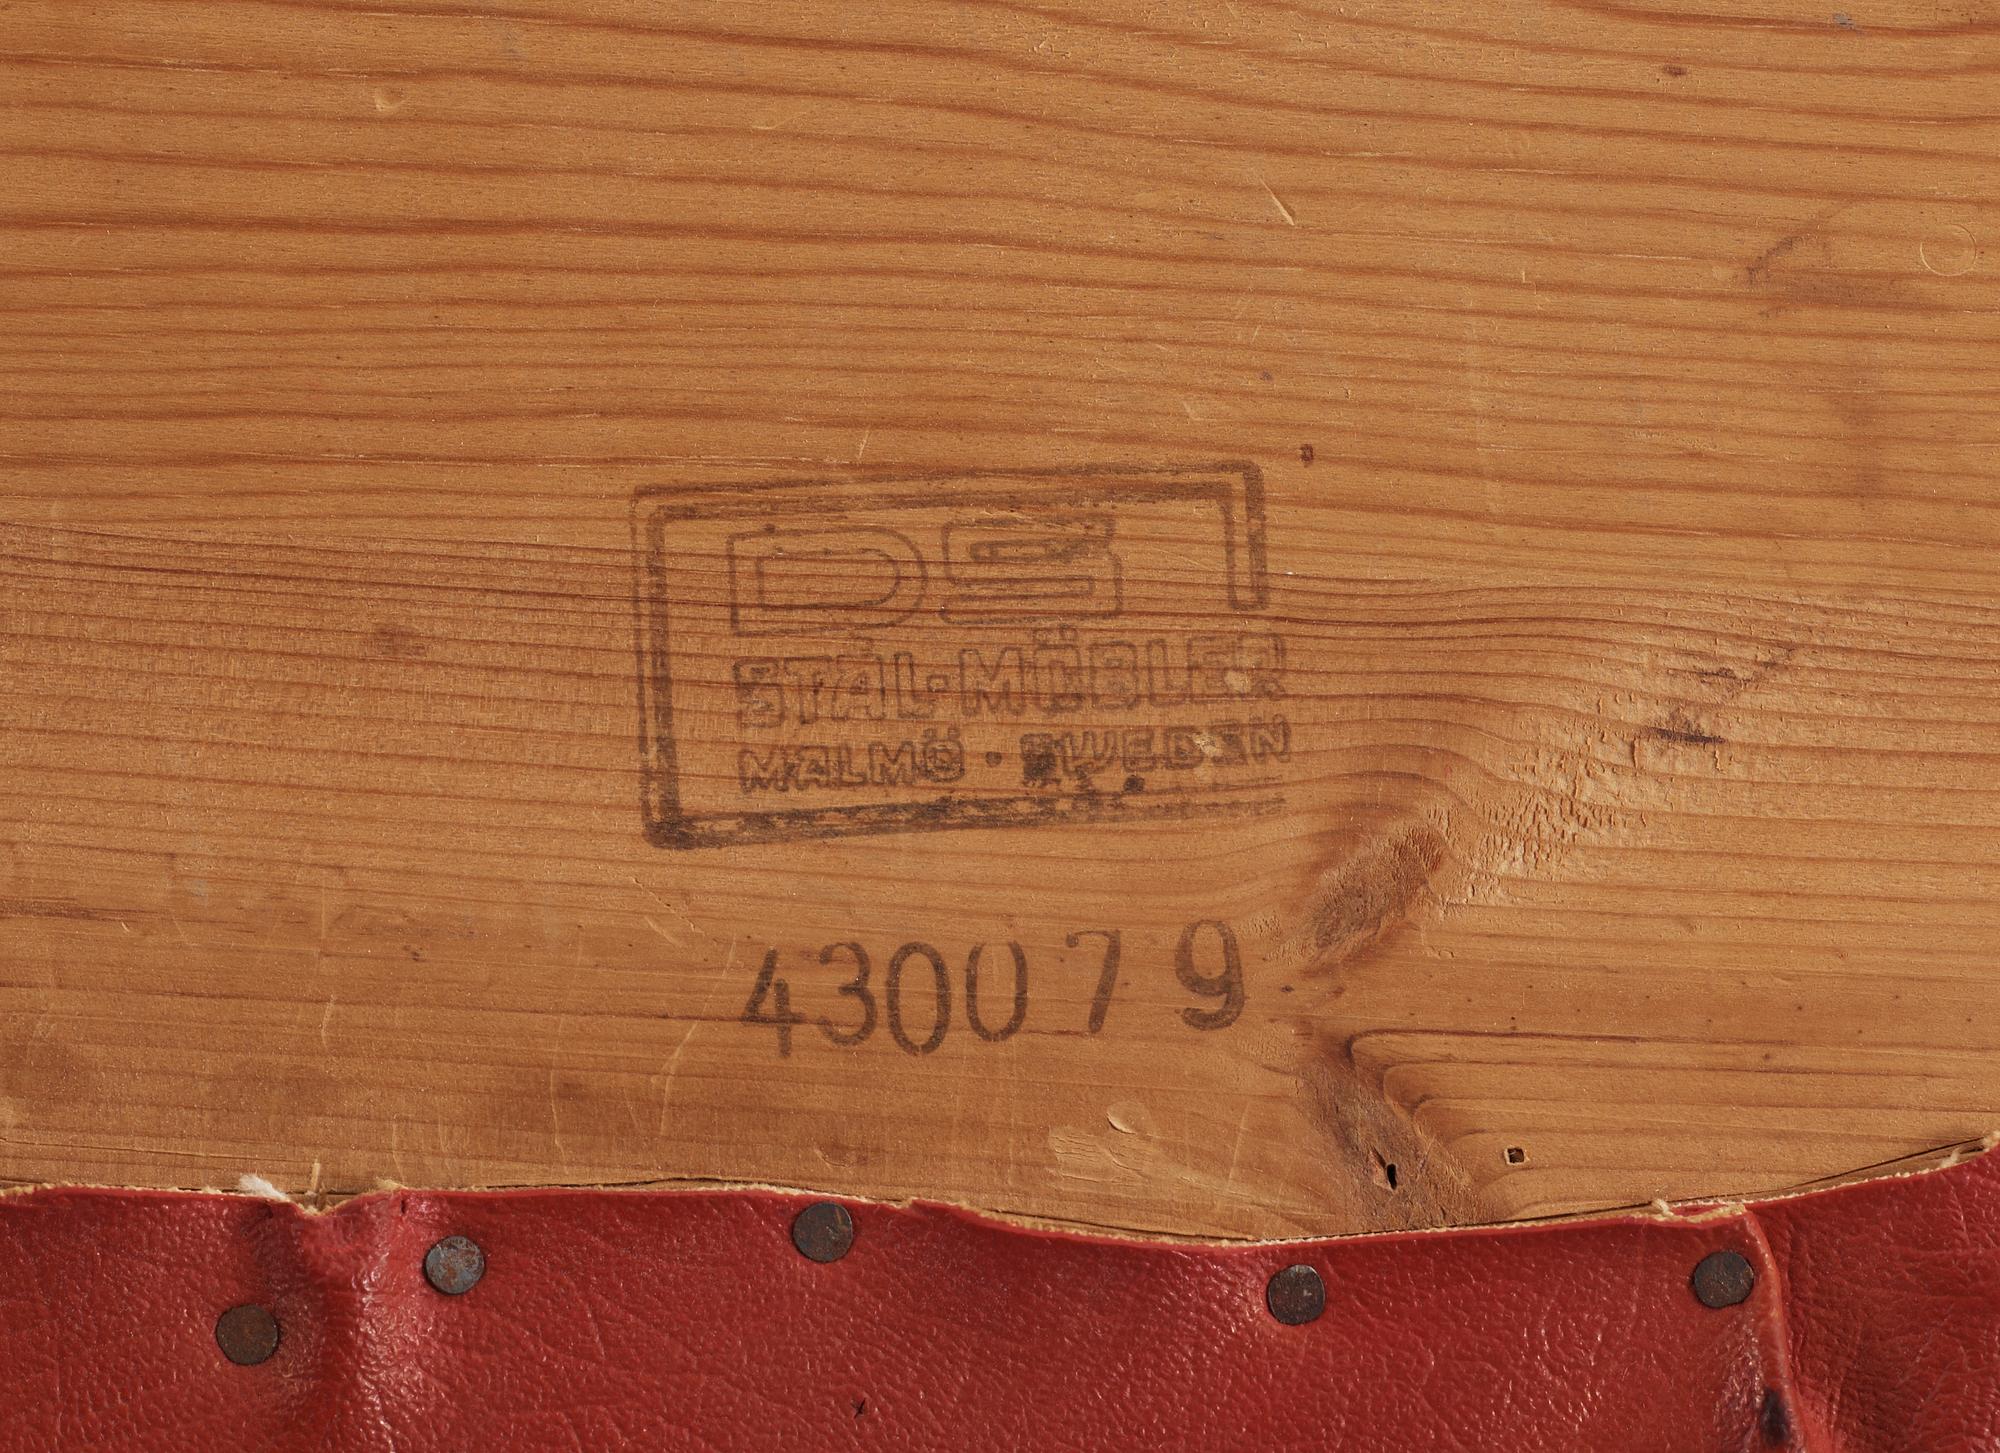 DS
STÅL-MÖBLER
MALMÖ · SWEDEN
430079